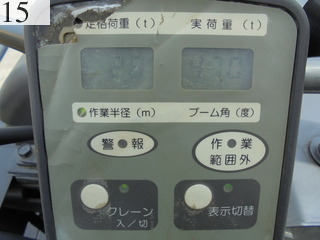 15
定格荷重(t) 実荷重(t)
作業半径(m) ブーム角(度)
警報 作業
範囲外
クレーン
入/切 表示切替